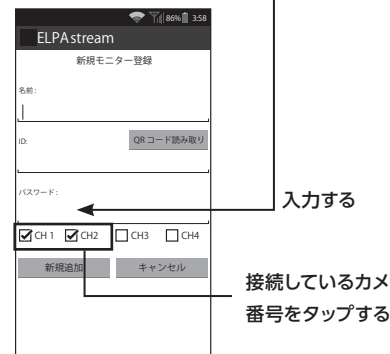 86% 3:58
ELPA stream
新規モニター登録
名前:
ID:
QRコード読み取り
パスワード:
入力する
CH 1 CH2 CH3 CH4
新規追加 キャンセル
接続しているカメ
番号をタップする